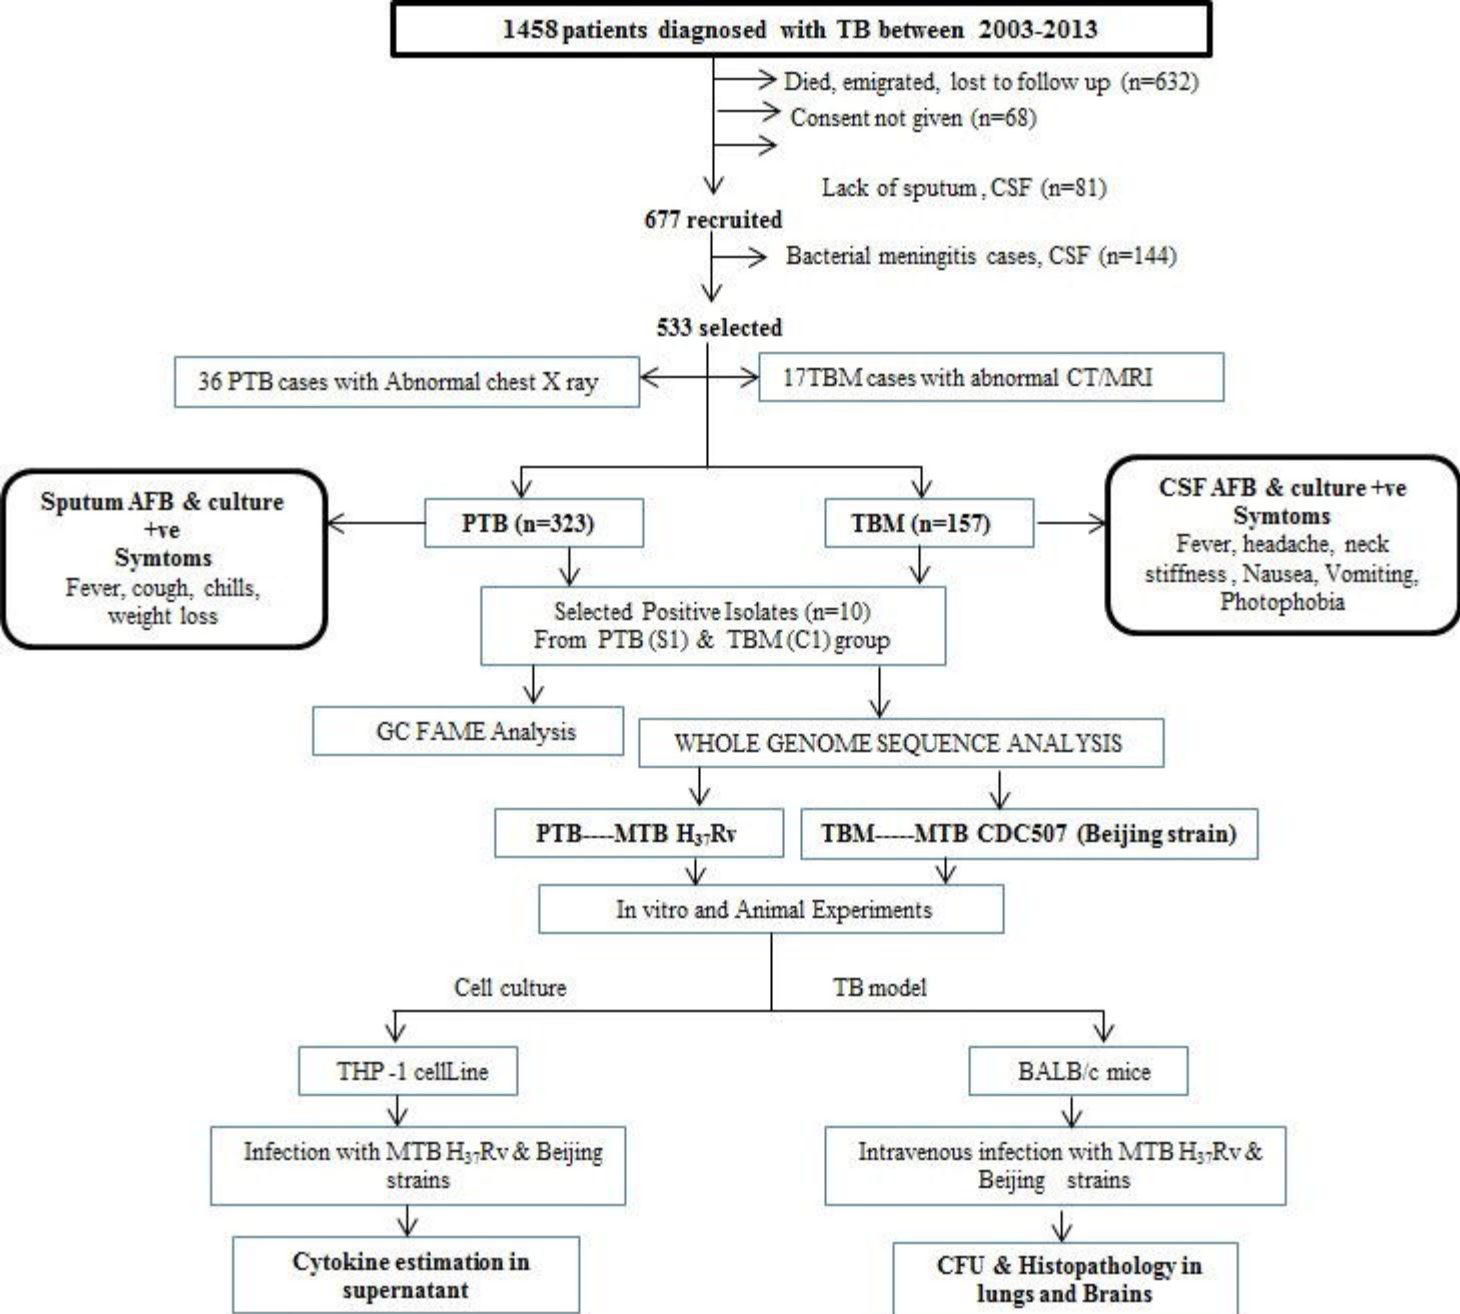 1458 patients diagnosed with TB between 2003-2013
Died, emigrated, lost to follow up (n=632)
Consent not given (n=68)
Lack of sputum, CSF (n=81)
677 recruited
Bacterial meningitis cases, CSF (n=144)
533 selected
36 PTB cases with Abnormal chest X ray
17TBM cases with abnormal CT/MRI
Sputum AFB & culture
+ve
Symtoms
Fever, cough, chills,
weight loss
PTB (n=323)
TBM (n=157)
CSF AFB & culture +ve
Symtoms
Fever, headache, neck
stiffness, Nausea, Vomiting,
Photophobia
Selected Positive Isolates (n=10)
From PTB (S1) & TBM (C1) group
GC FAME Analysis
WHOLE GENOME SEQUENCE ANALYSIS
PTB----MTB H₃₇Rv
TBM-----MTB CDC507 (Beijing strain)
In vitro and Animal Experiments
Cell culture
TB model
THP -1 cellLine
BALB/c mice
Infection with MTB H₃₇Rv & Beijing
strains
Intravenous infection with MTB H₃₇Rv &
Beijing strains
Cytokine estimation in
supernatant
CFU & Histopathology in
lungs and Brains